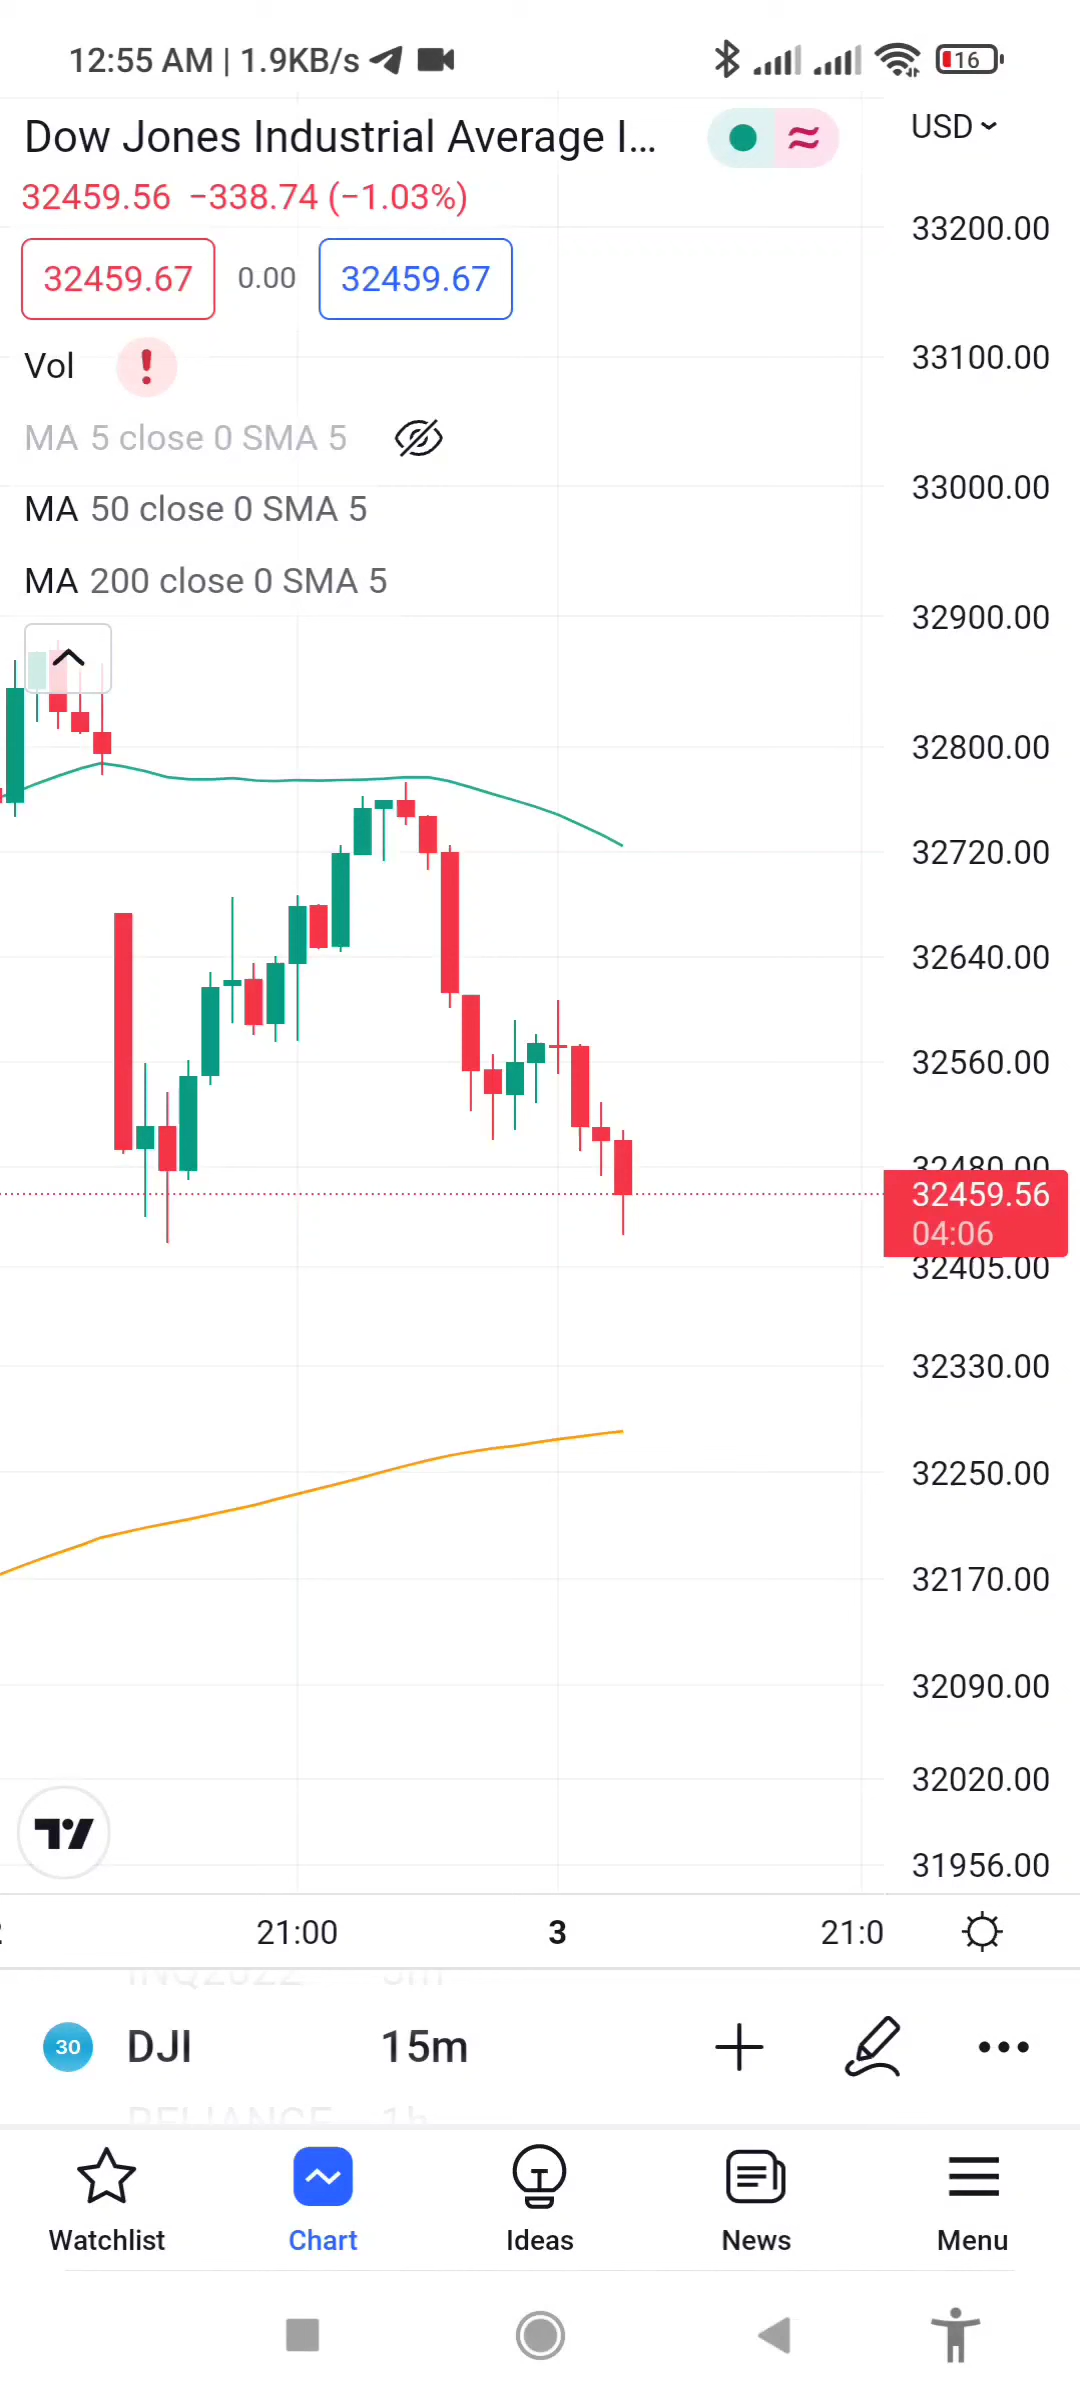 12:55 AM | 1.9KB/s
16
Dow Jones Industrial Average I...
USD
32459.56 −338.74 (−1.03%)
32459.67 0.00 32459.67
Vol
MA 5 close 0 SMA 5
MA 50 close 0 SMA 5
MA 200 close 0 SMA 5
33200.00
33100.00
33000.00
32900.00
32800.00
32720.00
32640.00
32560.00
32480.00
32459.56
04:06
32405.00
32330.00
32250.00
32170.00
32090.00
32020.00
31956.00
21:00 3 21:0
30 DJI 15m
RELIANCE 1h
Watchlist Chart Ideas News Menu